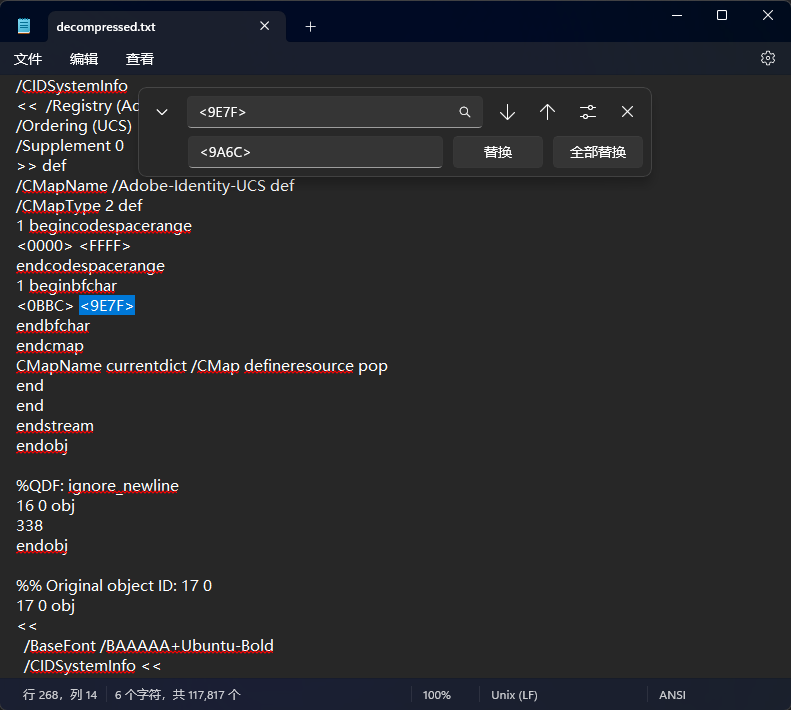 decompressed.txt
文件 编辑 查看
/CIDSystemInfo
<< /Registry (Ad
/Ordering (UCS)
/Supplement 0
>> def
<9E7F>
<9A6C>
替换 全部替换
/CMapName /Adobe-Identity-UCS def
/CMapType 2 def
1 begincodespacerange
<0000> <FFFF>
endcodespacerange
1 beginbfchar
<0BBC> <9E7F>
endbfchar
endcmap
CMapName currentdict /CMap defineresource pop
end
end
endstream
endobj
%QDF: ignore_newline
16 0 obj
338
endobj
%% Original object ID: 17 0
17 0 obj
<<
/BaseFont /BAAAAA+Ubuntu-Bold
/CIDSystemInfo <<
行 268，列 14 6 个字符，共 117,817 个 100% Unix (LF) ANSI